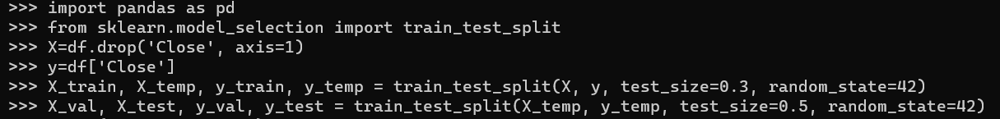 >>> import pandas as pd
>>> from sklearn.model_selection import train_test_split
>>> X=df.drop('Close', axis=1)
>>> y=df['Close']
>>> X_train, X_temp, y_train, y_temp = train_test_split(X, y, test_size=0.3, random_state=42)
>>> X_val, X_test, y_val, y_test = train_test_split(X_temp, y_temp, test_size=0.5, random_state=42)